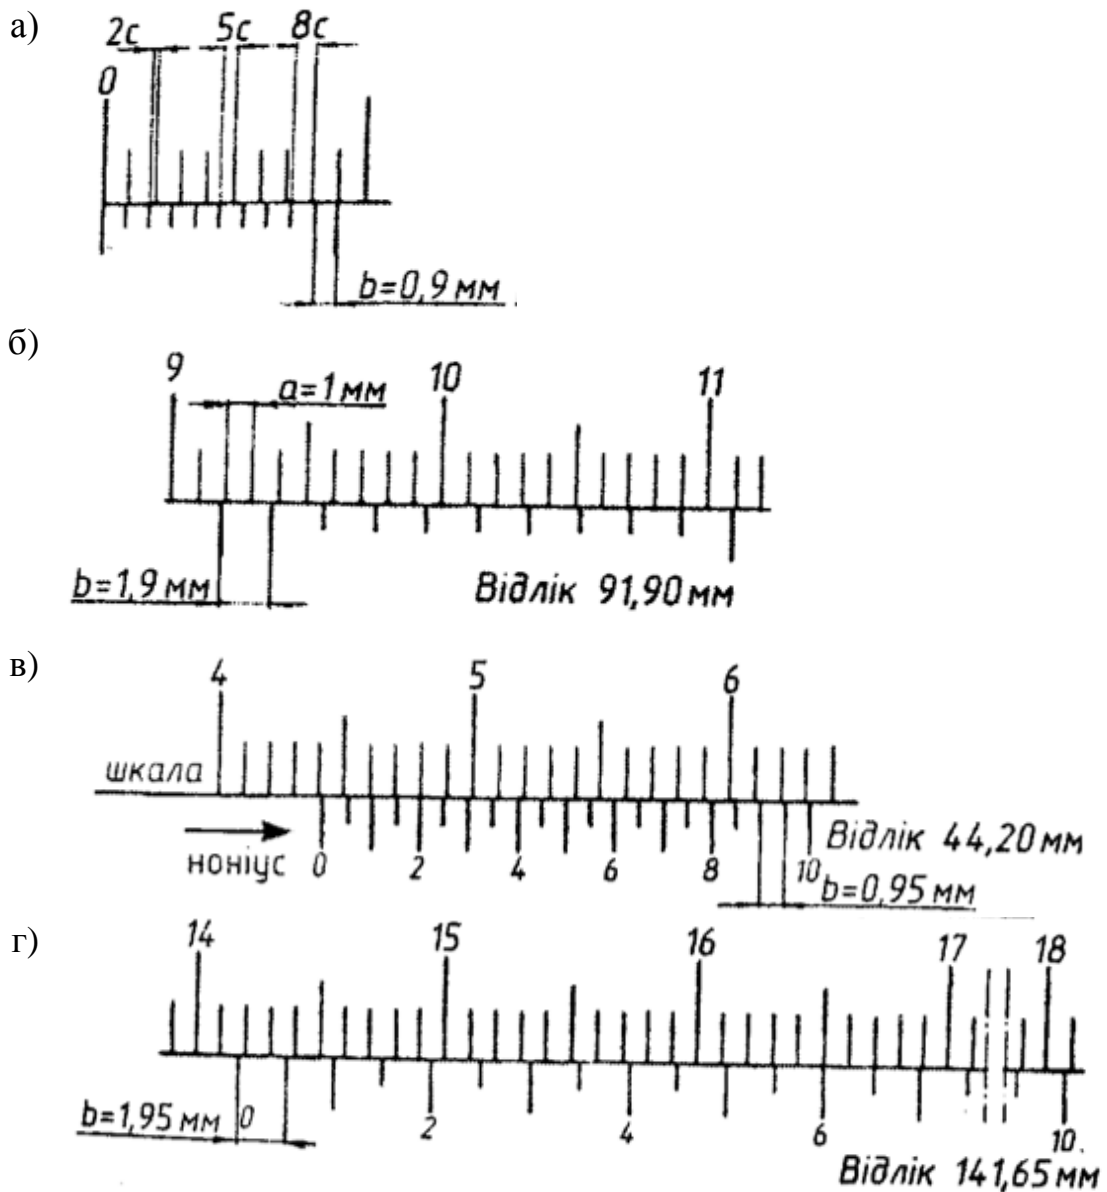 а)
2c 5c 8c
0
b=0,9 мм
б)
9 10 11
a=1 мм
b=1,9 мм
Відлік 91,90 мм
в)
4 5 6
шкала
ноніус 0 2 4 6 8 10
Відлік 44,20 мм
b=0,95 мм
г)
14 15 16 17 18
b=1,95 мм 0 2 4 6 10
Відлік 141,65 мм